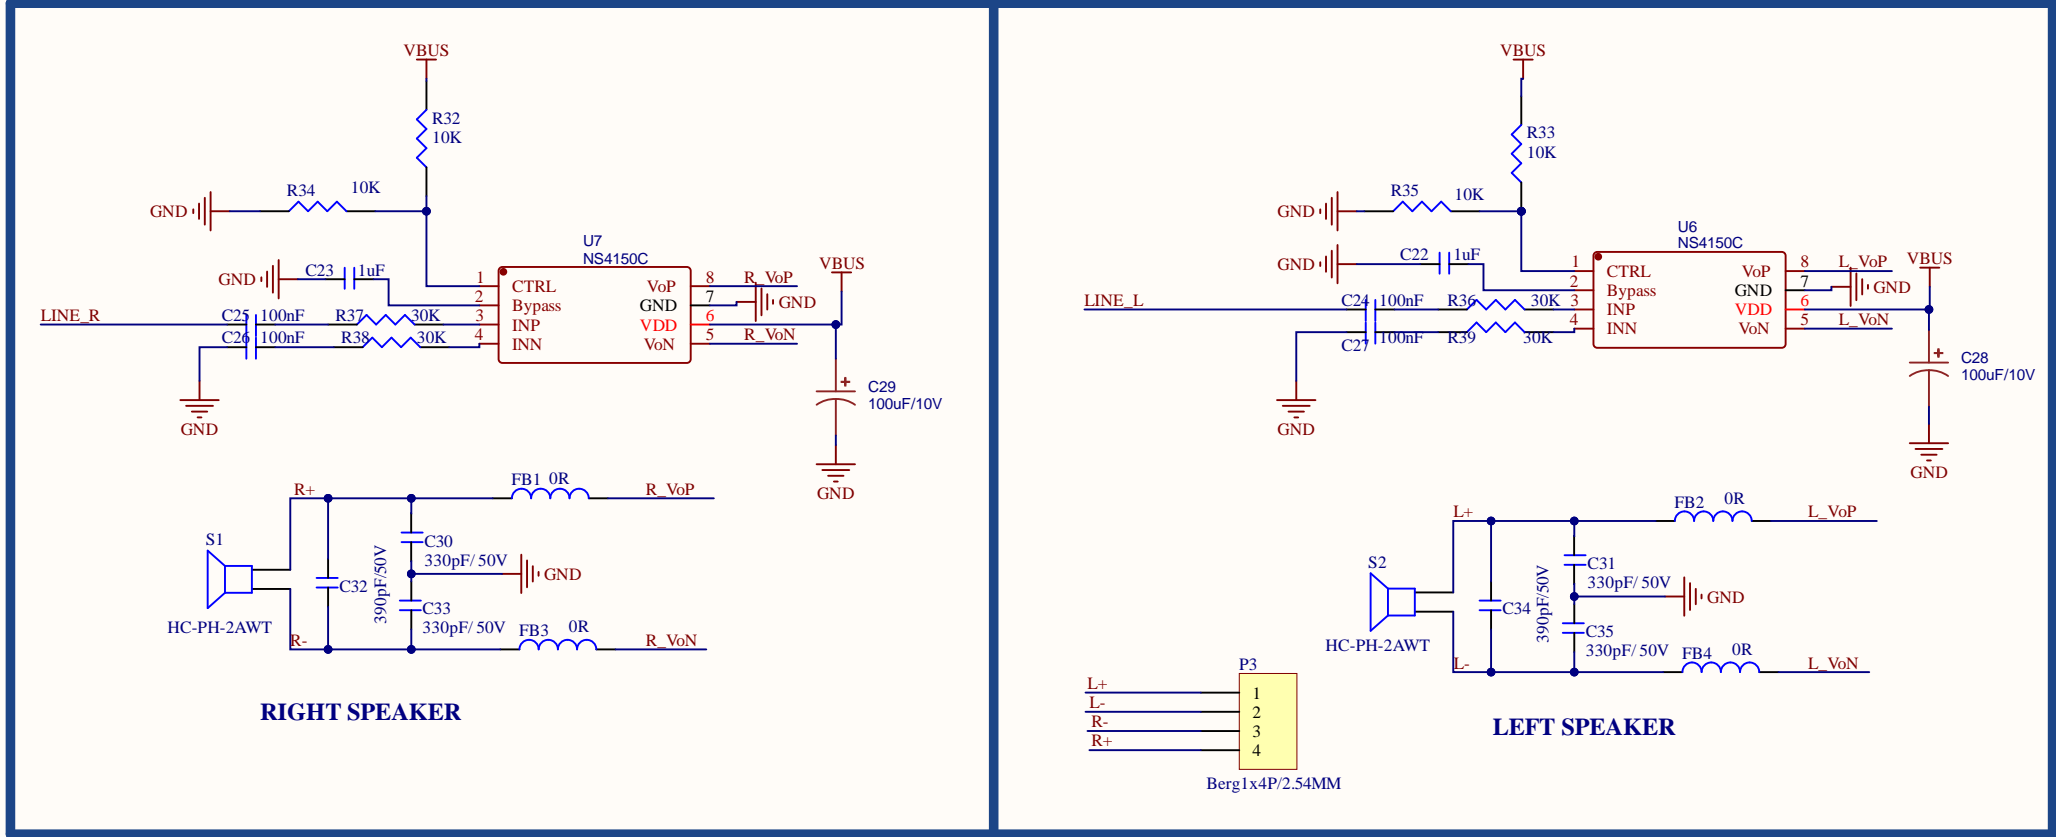 VBUS
R32
10K
R34
10K
GND
U7
NS4150C
GND
C23
1uF
1
CTRL
2
Bypass
3
INP
4
INN
VoP
8
GND
7
VDD
6
VoN
5
R_VoP
GND
R_VoN
VBUS
LINE_R
C25
100nF
R37
30K
C26
100nF
R38
30K
GND
C29
100uF/10V
GND
R+
FB1
0R
R_VoP
S1
HC-PH-2AWT
C32
390pF/50V
C30
330pF/ 50V
GND
C33
330pF/ 50V
R-
FB3
0R
R_VoN
RIGHT SPEAKER
VBUS
R33
10K
R35
10K
GND
U6
NS4150C
GND
C22
1uF
1
CTRL
2
Bypass
3
INP
4
INN
VoP
8
GND
7
VDD
6
VoN
5
L_VoP
GND
L_VoN
VBUS
LINE_L
C24
100nF
R36
30K
C27
100nF
R39
30K
GND
C28
100uF/10V
GND
L+
FB2
0R
L_VoP
S2
HC-PH-2AWT
C34
390pF/50V
C31
330pF/ 50V
GND
C35
330pF/ 50V
L-
FB4
0R
L_VoN
LEFT SPEAKER
P3
L+
1
L-
2
R-
3
R+
4
Berg1x4P/2.54MM